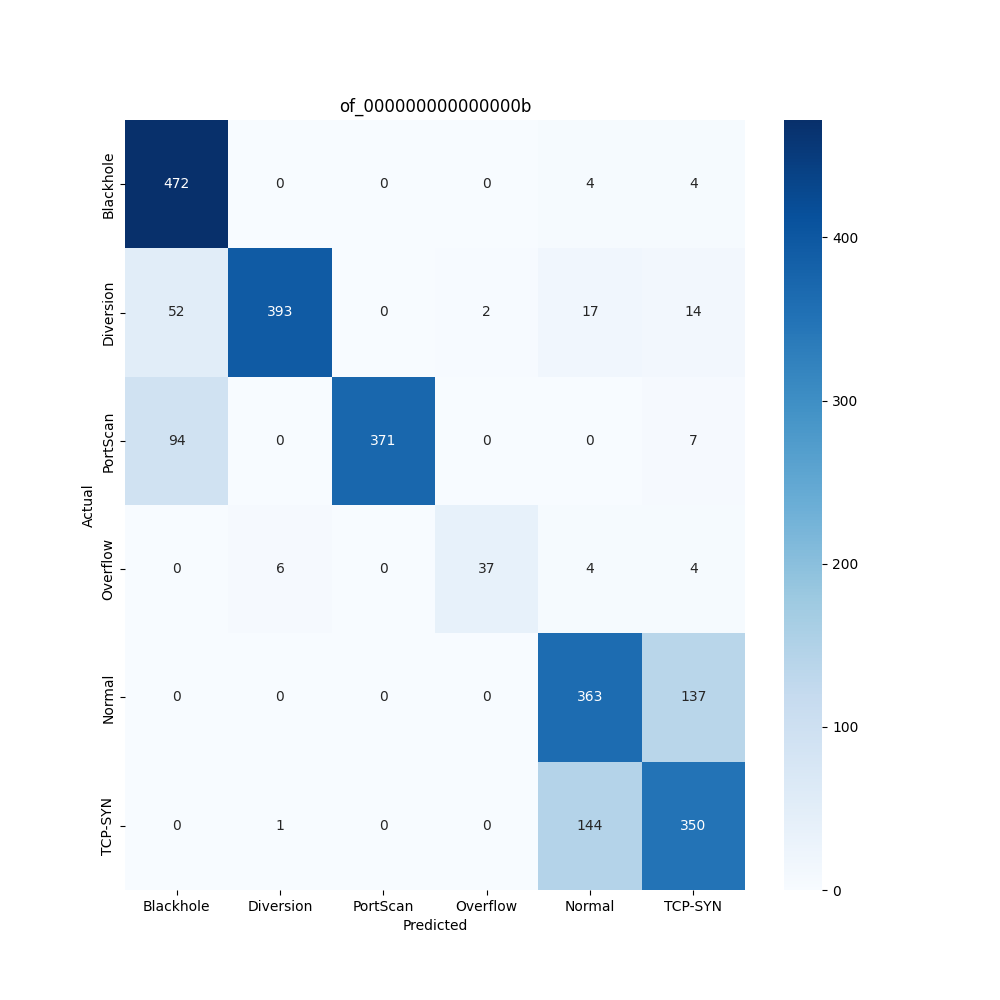 of_000000000000000b
Blackhole 472 0 0 0 4 4
Diversion 52 393 0 2 17 14
PortScan 94 0 371 0 0 7
Overflow 0 6 0 37 4 4
Normal 0 0 0 0 363 137
TCP-SYN 0 1 0 0 144 350
Actual
Blackhole Diversion PortScan Overflow Normal TCP-SYN
Predicted
400
300
200
100
0